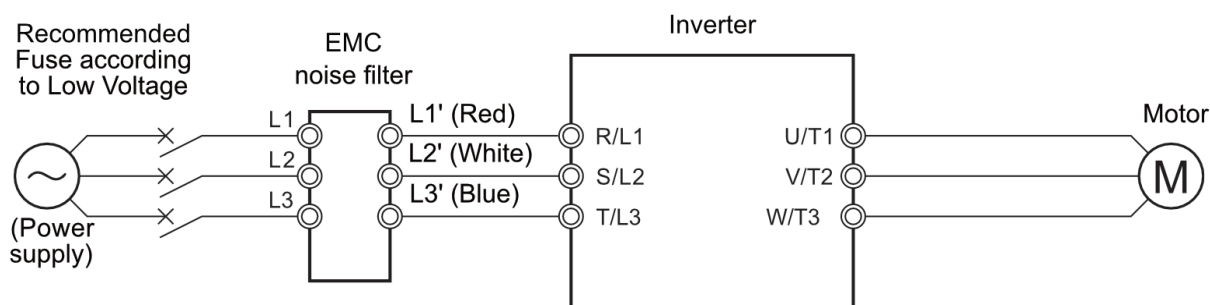 Recommended
Fuse according
to Low Voltage
EMC
noise filter
Inverter
Motor
L1
L1' (Red)
R/L1
U/T1
L2
L2' (White)
S/L2
V/T2
M
L3
L3' (Blue)
T/L3
W/T3
(Power
supply)